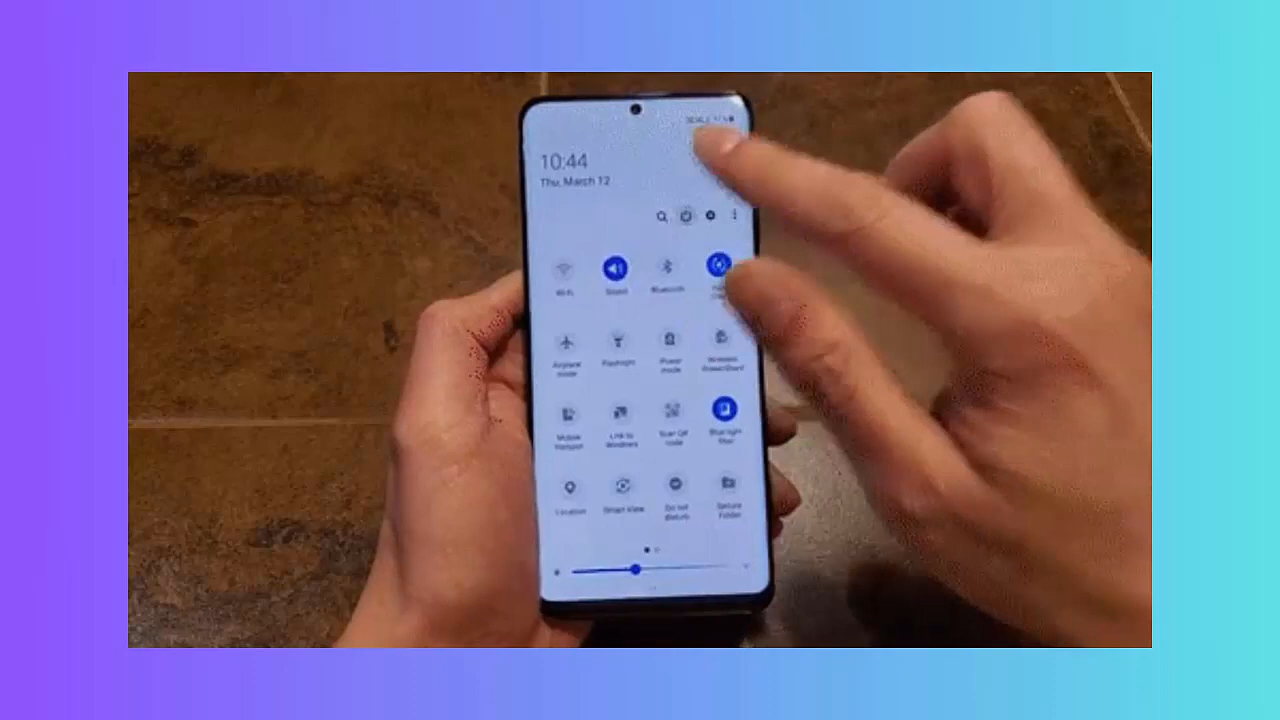 10:44
Thu, March 12
Wi-Fi
Sound
Bluetooth
Airplane
mode
Flashlight
Power
mode
Wireless
PowerShare
Mobile
Hotspot
Link to
Windows
Scan QR
code
Blue light
filter
Location
Smart View
Do not
disturb
Secure
Folder